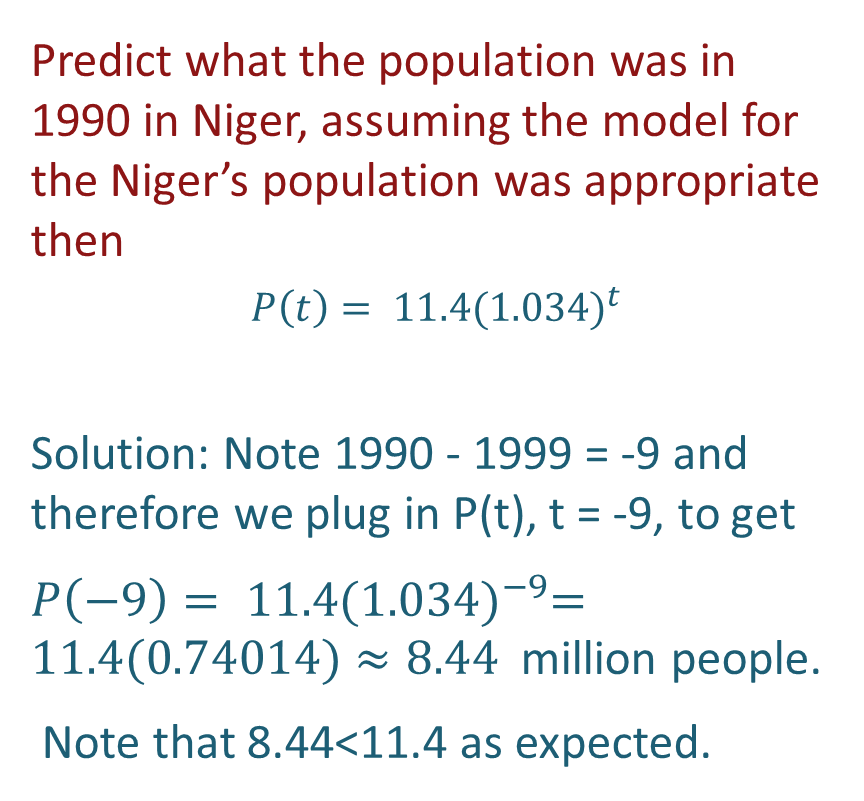 Predict what the population was in
1990 in Niger, assuming the model for
the Niger’s population was appropriate
then
P(t) = 11.4(1.034)^t
Solution: Note 1990 - 1999 = -9 and
therefore we plug in P(t), t = -9, to get
P(−9) = 11.4(1.034)^−9=
11.4(0.74014) ≈ 8.44 million people.
Note that 8.44<11.4 as expected.